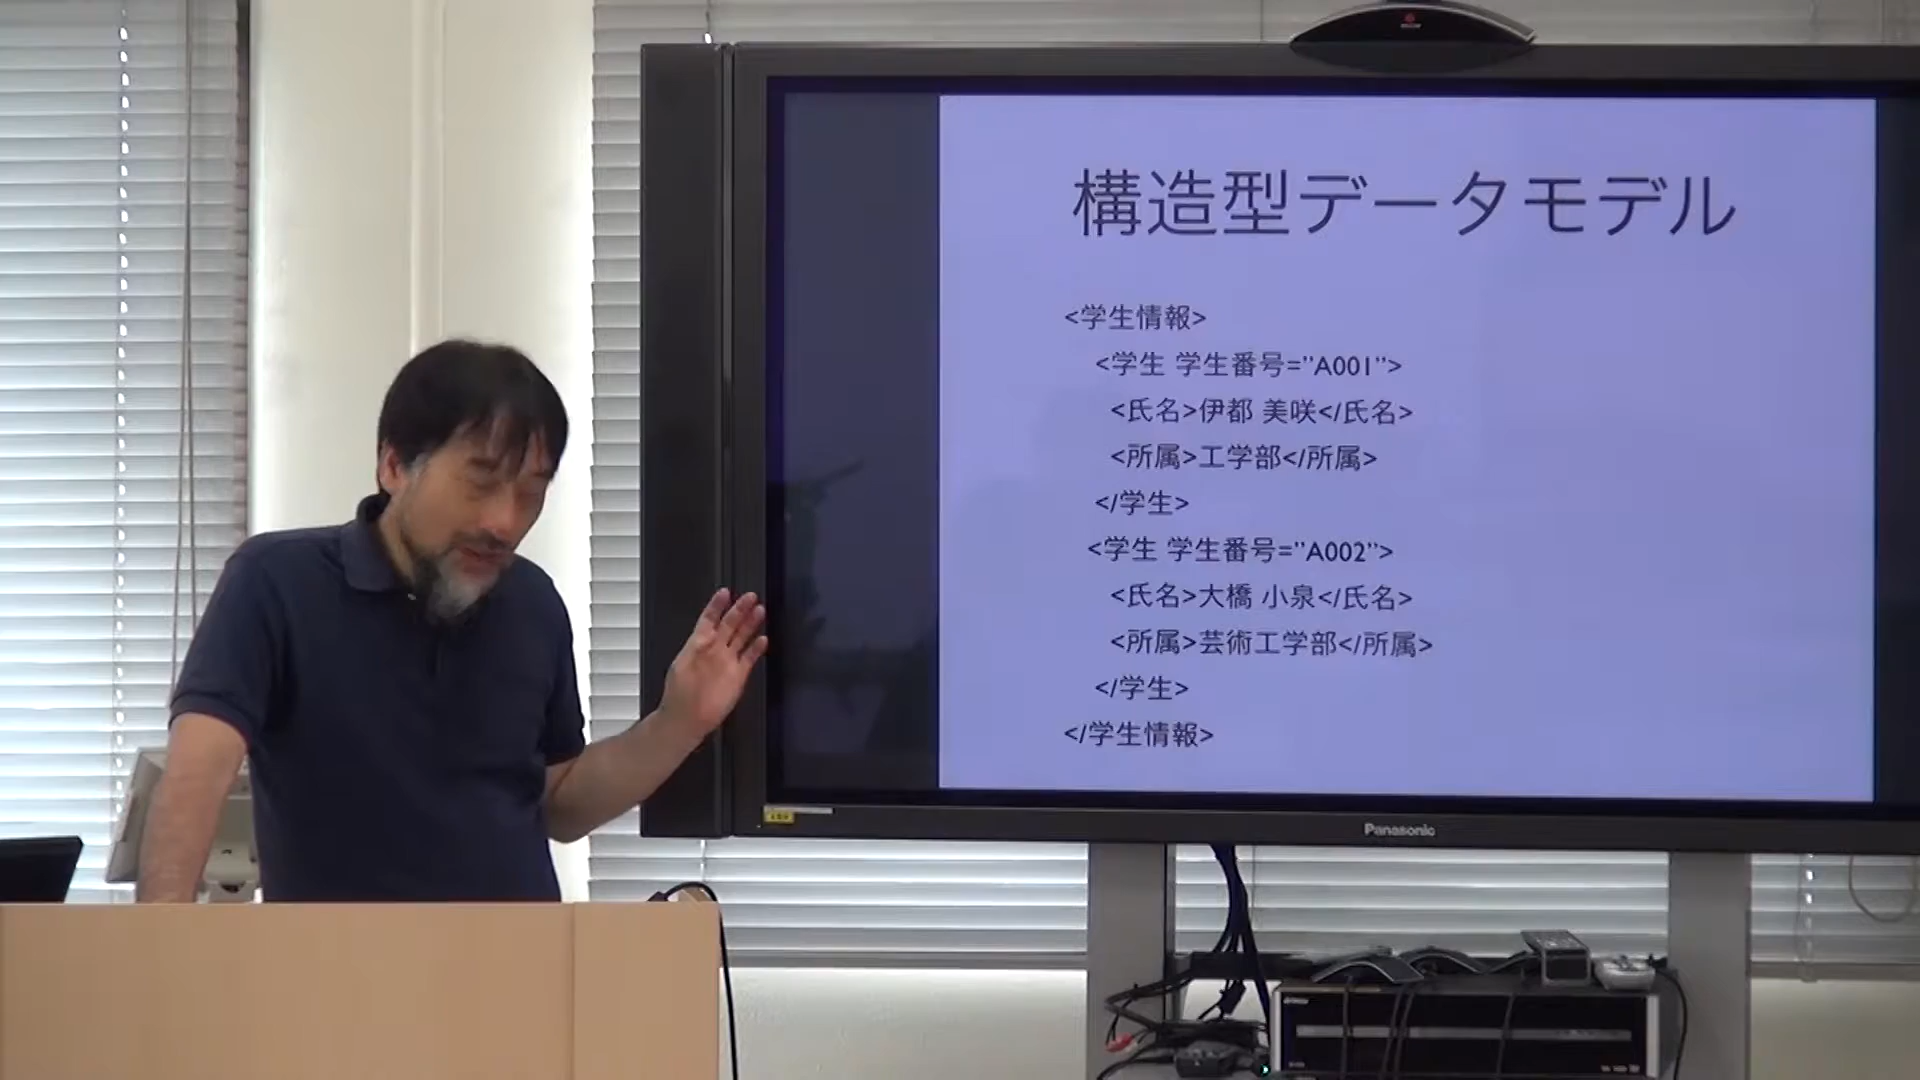 構造型データモデル
<学生情報>
<学生 学生番号=”A001”>
<氏名>伊都 美咲</氏名>
<所属>工学部</所属>
</学生>
<学生 学生番号=”A002”>
<氏名>大橋 小泉</氏名>
<所属>芸術工学部</所属>
</学生>
</学生情報>
Panasonic